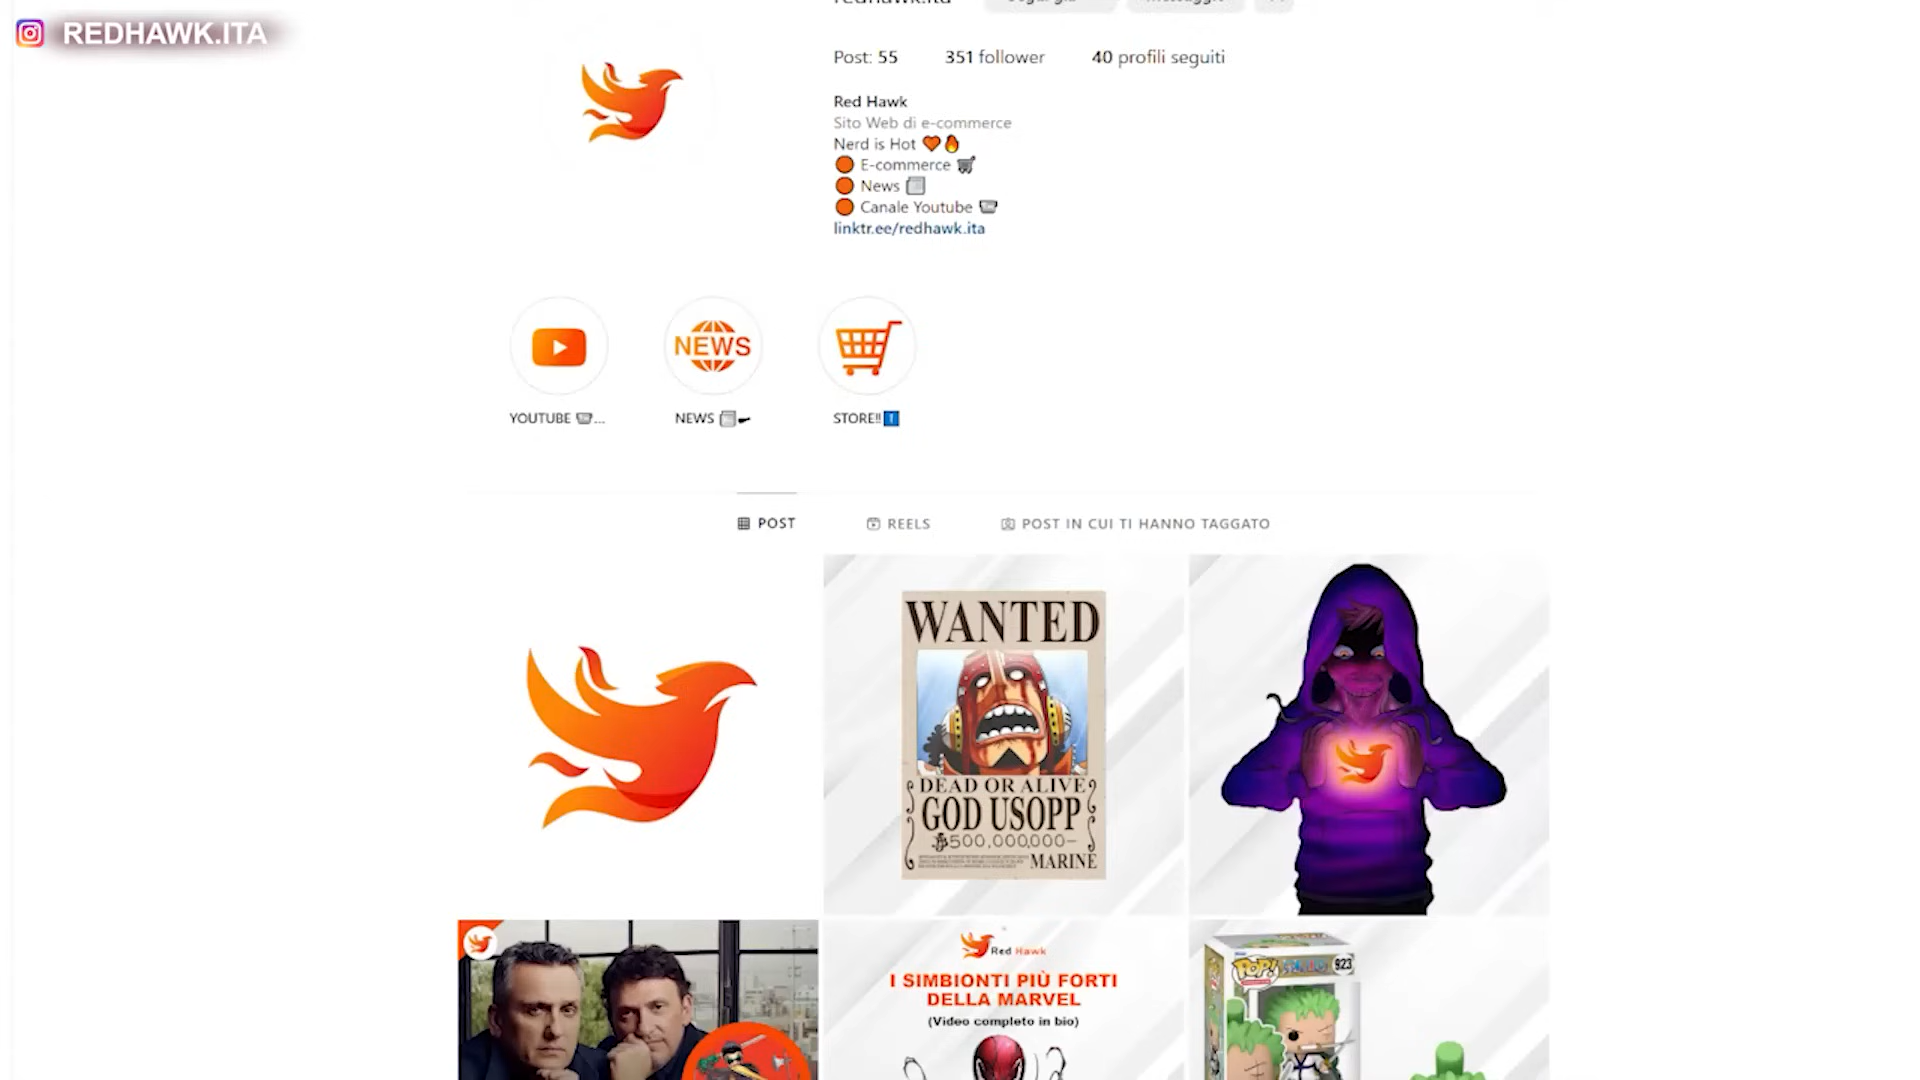 REDHAWK.ITA
redhawk.ita
Post: 55 351 follower 40 profili seguiti
Red Hawk
Sito Web di e-commerce
Nerd is Hot
E-commerce
News
Canale Youtube
linktr.ee/redhawk.ita
NEWS
YOUTUBE ... NEWS STORE!!
POST REELS POST IN CUI TI HANNO TAGGATO
WANTED
DEAD OR ALIVE
GOD USOPP
500,000,000-
MARINE
Red Hawk
I SIMBIONTI PIÙ FORTI
DELLA MARVEL
(Video completo in bio)
POP!
923